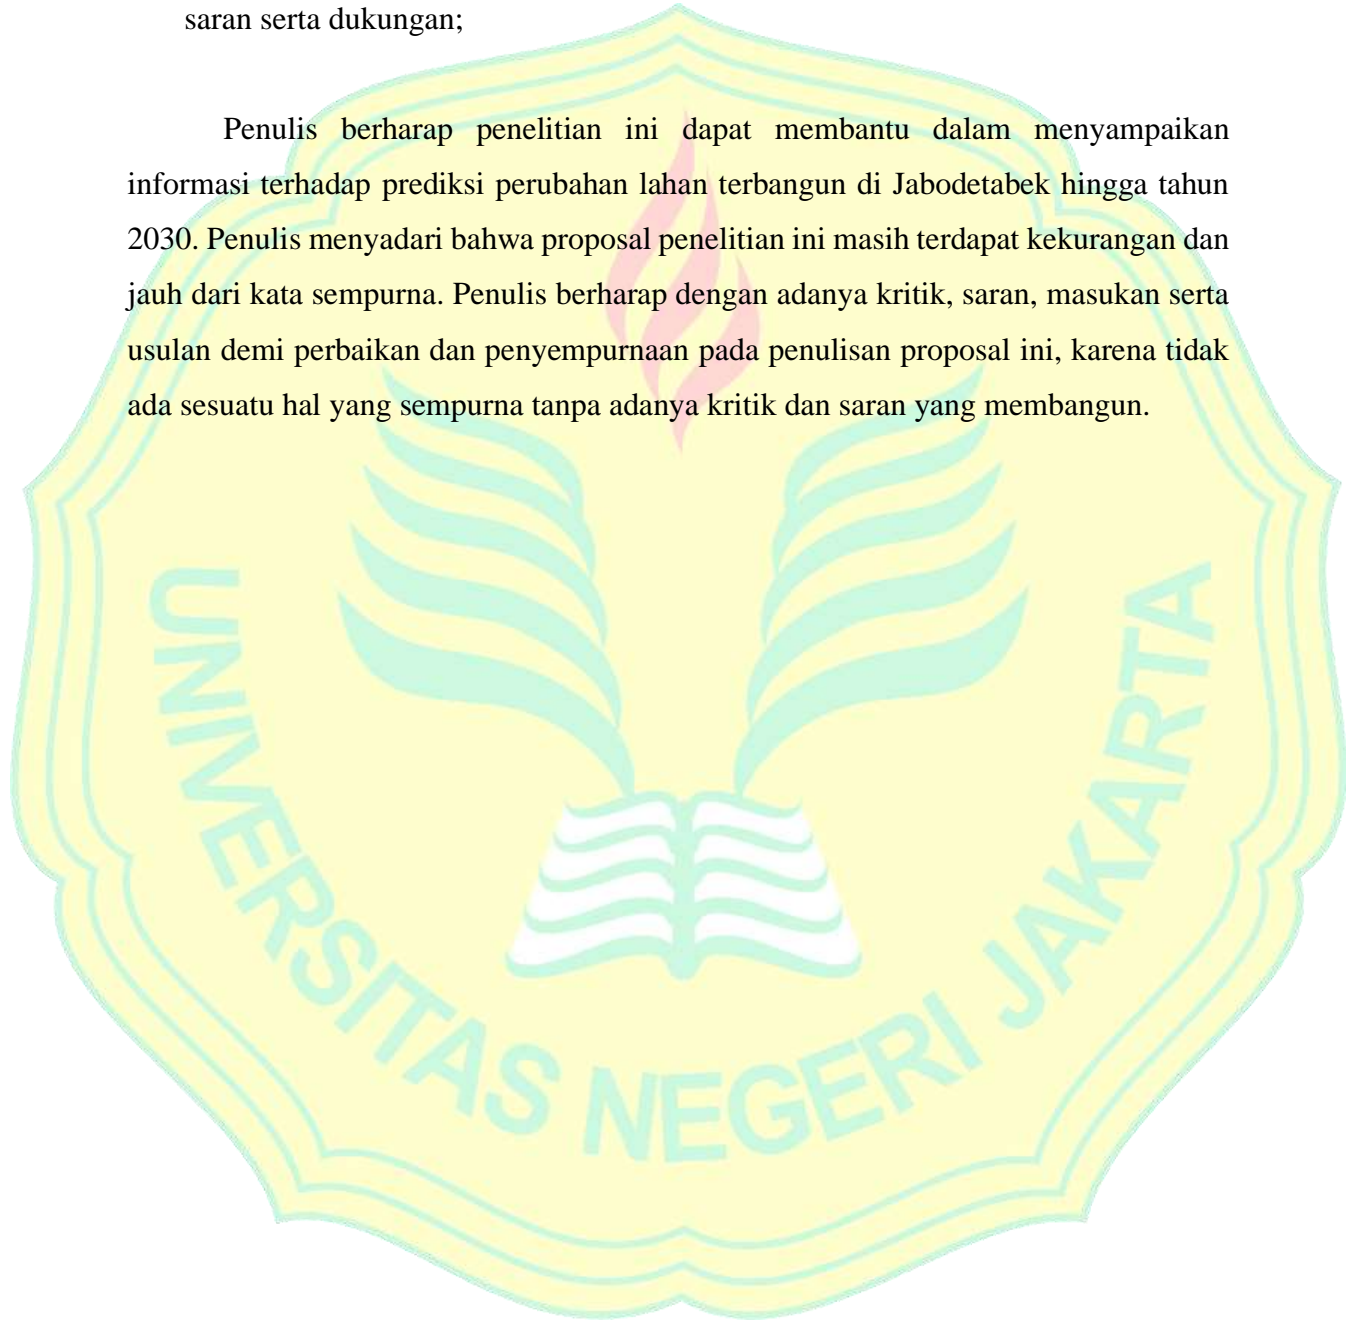 saran serta dukungan;
Penulis berharap penelitian ini dapat membantu dalam menyampaikan
informasi terhadap prediksi perubahan lahan terbangun di Jabodetabek hingga tahun
2030. Penulis menyadari bahwa proposal penelitian ini masih terdapat kekurangan dan
jauh dari kata sempurna. Penulis berharap dengan adanya kritik, saran, masukan serta
usulan demi perbaikan dan penyempurnaan pada penulisan proposal ini, karena tidak
ada sesuatu hal yang sempurna tanpa adanya kritik dan saran yang membangun.
UNIVERSITAS NEGERI JAKARTA